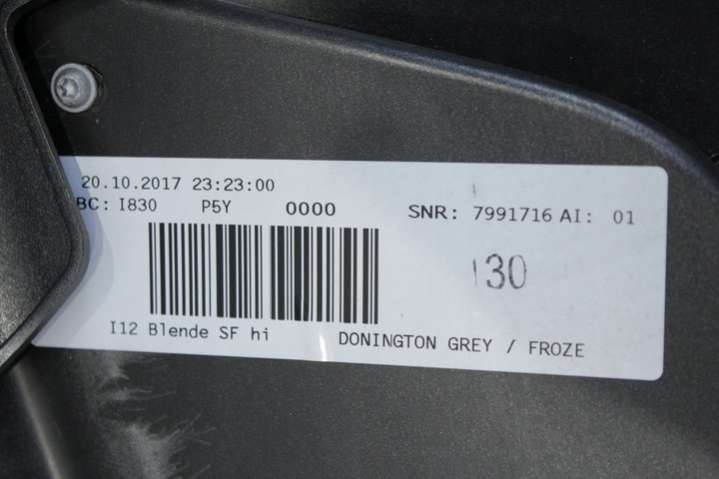 20.10.2017 23:23:00
BC: I830 P5Y 0000 SNR: 7991716 AI: 01
30
I12 Blende SF hi DONINGTON GREY / FROZE